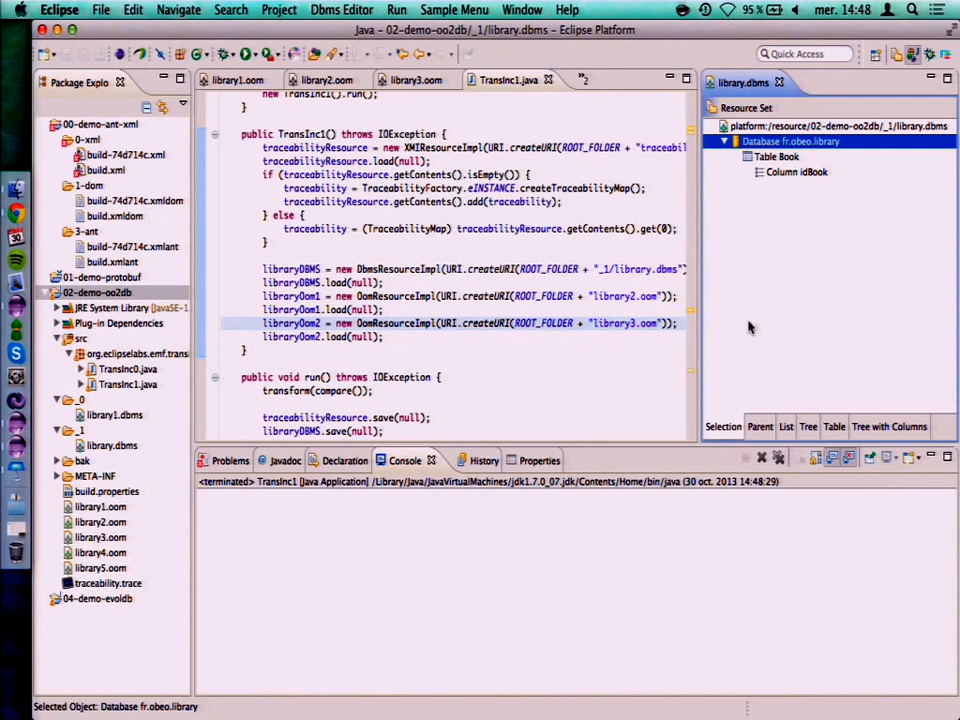 Eclipse File Edit Navigate Search Project Dbms Editor Run Sample Menu Window Help 95 % mer. 14:48
Java – 02-demo-oo2db/_1/library.dbms – Eclipse Platform
Quick Access
Package Explo
00-demo-ant-xml
0-xml
build-74d714c.xml
build.xml
1-dom
build-74d714c.xmldom
build.xmldom
3-ant
build-74d714c.xmlant
build.xmlant
01-demo-protobuf
02-demo-oo2db
JRE System Library [JavaSE-1
Plug-in Dependencies
src
org.eclipselabs.emf.trans
TransInc0.java
TransInc1.java
_0
library1.dbms
_1
library.dbms
bak
META-INF
build.properties
library1.oom
library2.oom
library3.oom
library4.oom
library5.oom
traceability.trace
04-demo-evoldb
library1.oom library2.oom library3.oom TransInc1.java »2
new TransInc1().run();
}
public TransInc1() throws IOException {
traceabilityResource = new XMIResourceImpl(URI.createURI(ROOT_FOLDER + "traceabil
traceabilityResource.load(null);
if (traceabilityResource.getContents().isEmpty()) {
traceability = TraceabilityFactory.eINSTANCE.createTraceabilityMap();
traceabilityResource.getContents().add(traceability);
} else {
traceability = (TraceabilityMap) traceabilityResource.getContents().get(0);
}
libraryDBMS = new DbmsResourceImpl(URI.createURI(ROOT_FOLDER + "_1/library.dbms")
libraryDBMS.load(null);
libraryOom1 = new OomResourceImpl(URI.createURI(ROOT_FOLDER + "library2.oom"));
libraryOom1.load(null);
libraryOom2 = new OomResourceImpl(URI.createURI(ROOT_FOLDER + "library3.oom"));
libraryOom2.load(null);
}
public void run() throws IOException {
transform(compare());
traceabilityResource.save(null);
libraryDBMS.save(null);
library.dbms
Resource Set
platform:/resource/02-demo-oo2db/_1/library.dbms
Database fr.obeo.library
Table Book
Column idBook
Selection Parent List Tree Table Tree with Columns
Problems Javadoc Declaration Console History Properties
<terminated> TransInc1 [Java Application] /Library/Java/JavaVirtualMachines/jdk1.7.0_07.jdk/Contents/Home/bin/java (30 oct. 2013 14:48:29)
Selected Object: Database fr.obeo.library